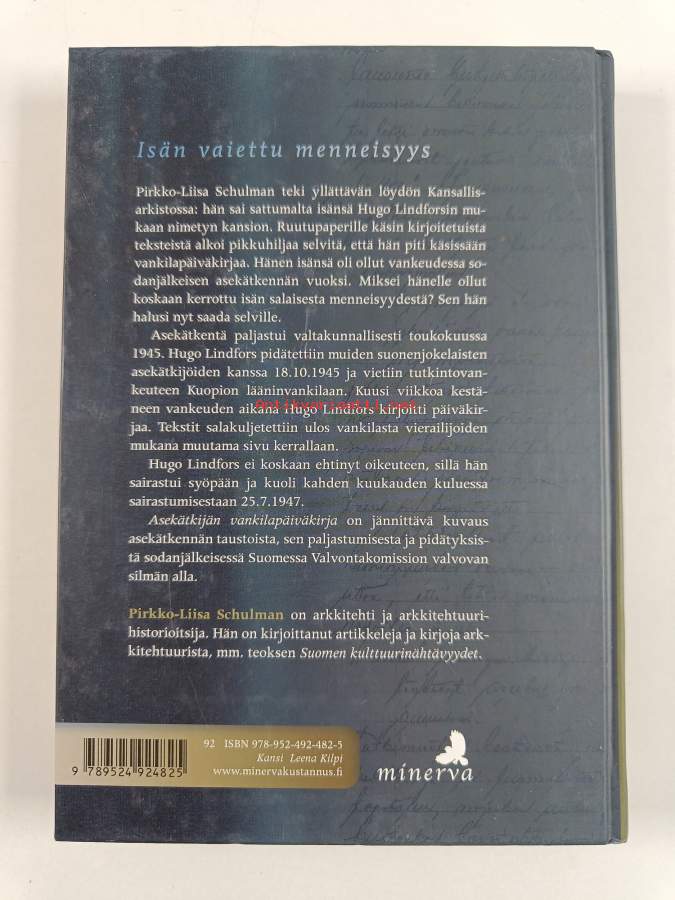 Isän vaiettu menneisyys
Pirkko-Liisa Schulman teki yllättävän löydön Kansallis-
arkistossa: hän sai sattumalta isänsä Hugo Lindforsin mu-
kaan nimetyn kansion. Ruutupaperille käsin kirjoitetuista
teksteistä alkoi pikkuhiljaa selvitä, että hän piti käsissään
vankilapäiväkirjaa. Hänen isänsä oli ollut vankeudessa so-
danjälkeisen asekätkennän vuoksi. Miksei hänelle ollut
koskaan kerrottu isän salaisesta menneisyydestä? Sen hän
halusi nyt saada selville.
Asekätkentä paljastui valtakunnallisesti toukokuussa
1945. Hugo Lindfors pidätettiin muiden suonenjokelaisten
asekätkijöiden kanssa 18.10.1945 ja vietiin tutkintovan-
keuteen Kuopion lääninvankilaan. Kuusi viikkoa kestä-
neen vankeuden aikana Hugo Lindfors kirjoitti päiväkir-
jaa. Tekstit salakuljetettiin ulos vankilasta vierailijoiden
mukana muutama sivu kerrallaan.
Hugo Lindfors ei koskaan ehtinyt oikeuteen, sillä hän
sairastui syöpään ja kuoli kahden kuukauden kuluessa
sairastumisestaan 25.7.1947.
Asekätkijän vankilapäiväkirja on jännittävä kuvaus
asekätkennän taustoista, sen paljastumisesta ja pidätyksis-
tä sodanjälkeisessä Suomessa Valvontakomission valvovan
silmän alla.
Pirkko-Liisa Schulman on arkkitehti ja arkkitehtuuri-
historioitsija. Hän on kirjoittanut artikkeleja ja kirjoja ark-
kitehtuurista, mm. teoksen Suomen kulttuurinähtävyydet.
92 ISBN 978-952-492-482-5
Kansi Leena Kilpi
www.minervakustannus.fi
9 789524 924825
minerva
Antikvariaatti.net